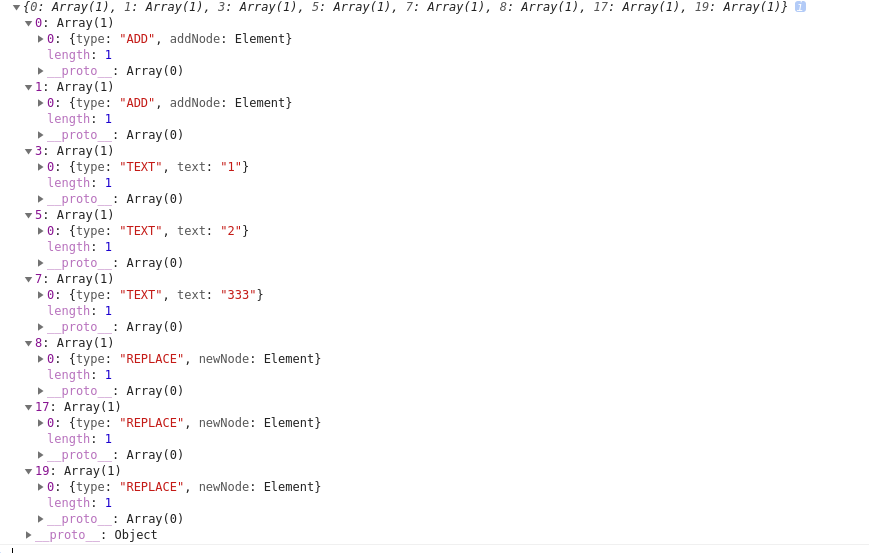 {0: Array(1), 1: Array(1), 3: Array(1), 5: Array(1), 7: Array(1), 8: Array(1), 17: Array(1), 19: Array(1)} i
0: Array(1)
0: {type: "ADD", addNode: Element}
length: 1
__proto__: Array(0)
1: Array(1)
0: {type: "ADD", addNode: Element}
length: 1
__proto__: Array(0)
3: Array(1)
0: {type: "TEXT", text: "1"}
length: 1
__proto__: Array(0)
5: Array(1)
0: {type: "TEXT", text: "2"}
length: 1
__proto__: Array(0)
7: Array(1)
0: {type: "TEXT", text: "333"}
length: 1
__proto__: Array(0)
8: Array(1)
0: {type: "REPLACE", newNode: Element}
length: 1
__proto__: Array(0)
17: Array(1)
0: {type: "REPLACE", newNode: Element}
length: 1
__proto__: Array(0)
19: Array(1)
0: {type: "REPLACE", newNode: Element}
length: 1
__proto__: Array(0)
__proto__: Object